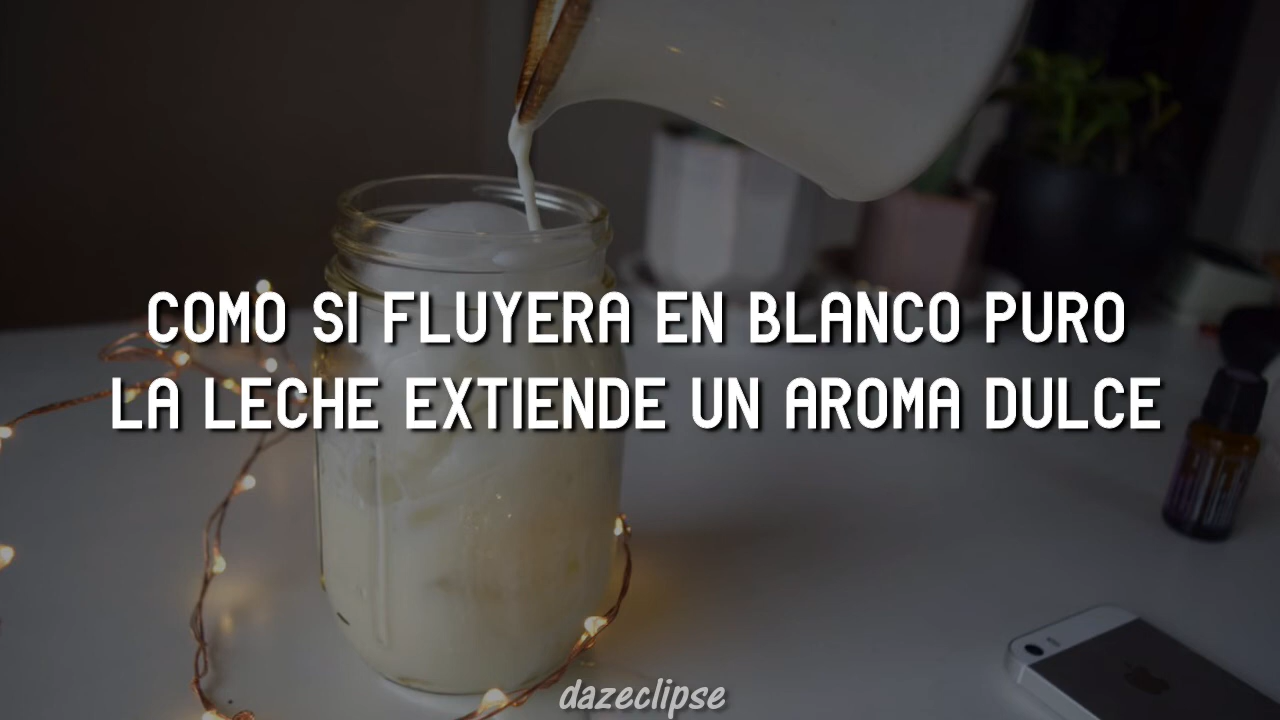 COMO SI FLUYERA EN BLANCO PURO
LA LECHE EXTIENDE UN AROMA DULCE
dazeclipse